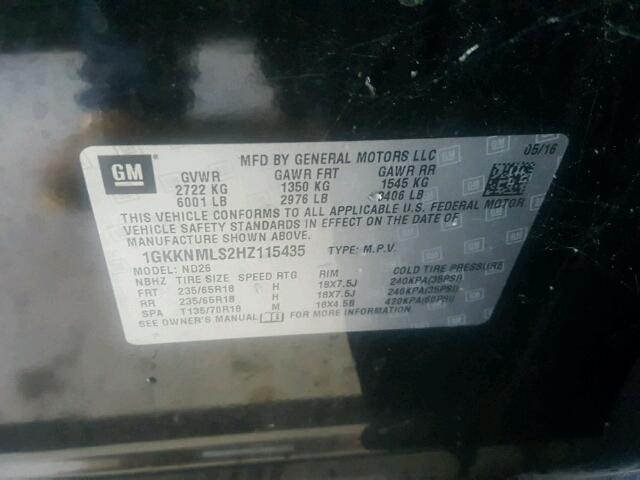 GM
MFD BY GENERAL MOTORS LLC
05/16
GVWR GAWR FRT GAWR RR
2722 KG 1350 KG 1545 KG
6001 LB 2976 LB 3406 LB
THIS VEHICLE CONFORMS TO ALL APPLICABLE U.S. FEDERAL MOTOR
VEHICLE SAFETY STANDARDS IN EFFECT ON THE DATE OF
MANUFACTURE SHOWN ABOVE.
1GKKNMLS2HZ115435 TYPE: M.P.V.
MODEL: ND26
NBHZ TIRE SIZE SPEED RTG RIM COLD TIRE PRESSURE
FRT 235/65R18 H 18X7.5J 240KPA(35PSI)
RR 235/65R18 H 18X7.5J 240KPA(35PSI)
SPA T135/70R18 M 18X4.5B 420KPA(60PSI)
SEE OWNER'S MANUAL FOR MORE INFORMATION